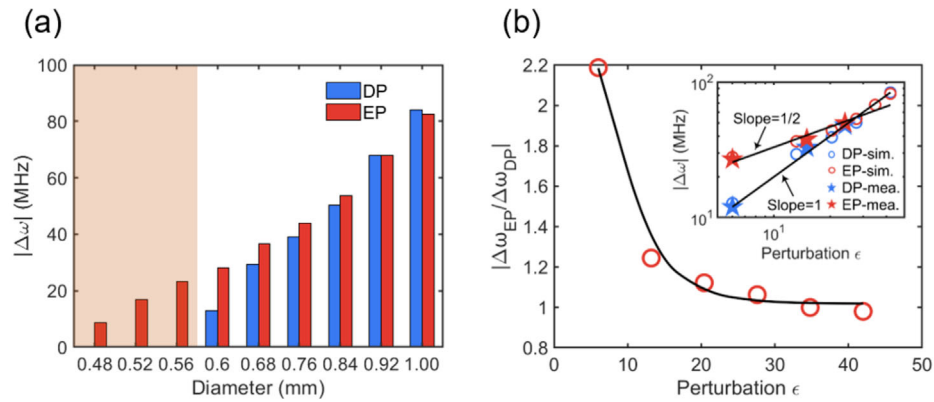 (a)
100
80
60
40
20
0
|Δω| (MHz)
DP
EP
0.48 0.52 0.56 0.6 0.68 0.76 0.84 0.92 1.00
Diameter (mm)
(b)
2.2
2
1.8
1.6
1.4
1.2
1
0.8
|Δω_EP/Δω_DP|
0 10 20 30 40 50
Perturbation ϵ
10²
10¹
|Δω| (MHz)
Slope=1/2
Slope=1
DP-sim.
EP-sim.
DP-mea.
EP-mea.
10¹
Perturbation ϵ